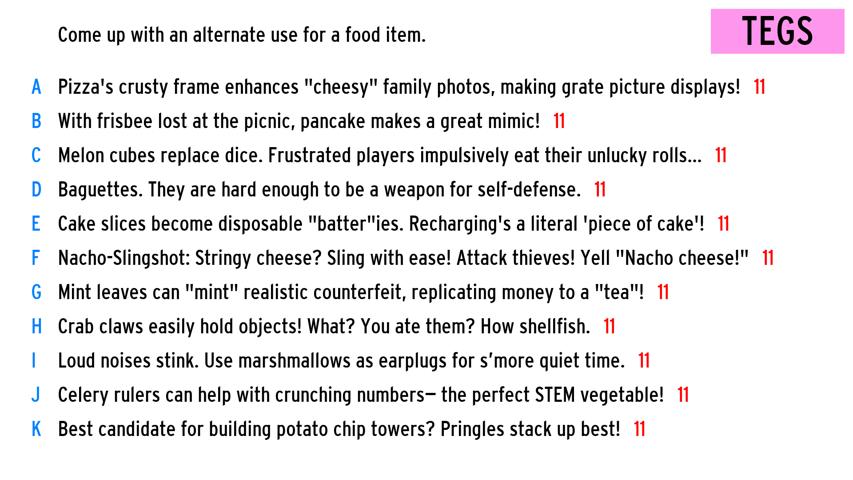 Come up with an alternate use for a food item.
TEGS
A Pizza's crusty frame enhances "cheesy" family photos, making grate picture displays! 11
B With frisbee lost at the picnic, pancake makes a great mimic! 11
C Melon cubes replace dice. Frustrated players impulsively eat their unlucky rolls... 11
D Baguettes. They are hard enough to be a weapon for self-defense. 11
E Cake slices become disposable "batter"ies. Recharging's a literal 'piece of cake'! 11
F Nacho-Slingshot: Stringy cheese? Sling with ease! Attack thieves! Yell "Nacho cheese!" 11
G Mint leaves can "mint" realistic counterfeit, replicating money to a "tea"! 11
H Crab claws easily hold objects! What? You ate them? How shellfish. 11
I Loud noises stink. Use marshmallows as earplugs for s’more quiet time. 11
J Celery rulers can help with crunching numbers— the perfect STEM vegetable! 11
K Best candidate for building potato chip towers? Pringles stack up best! 11